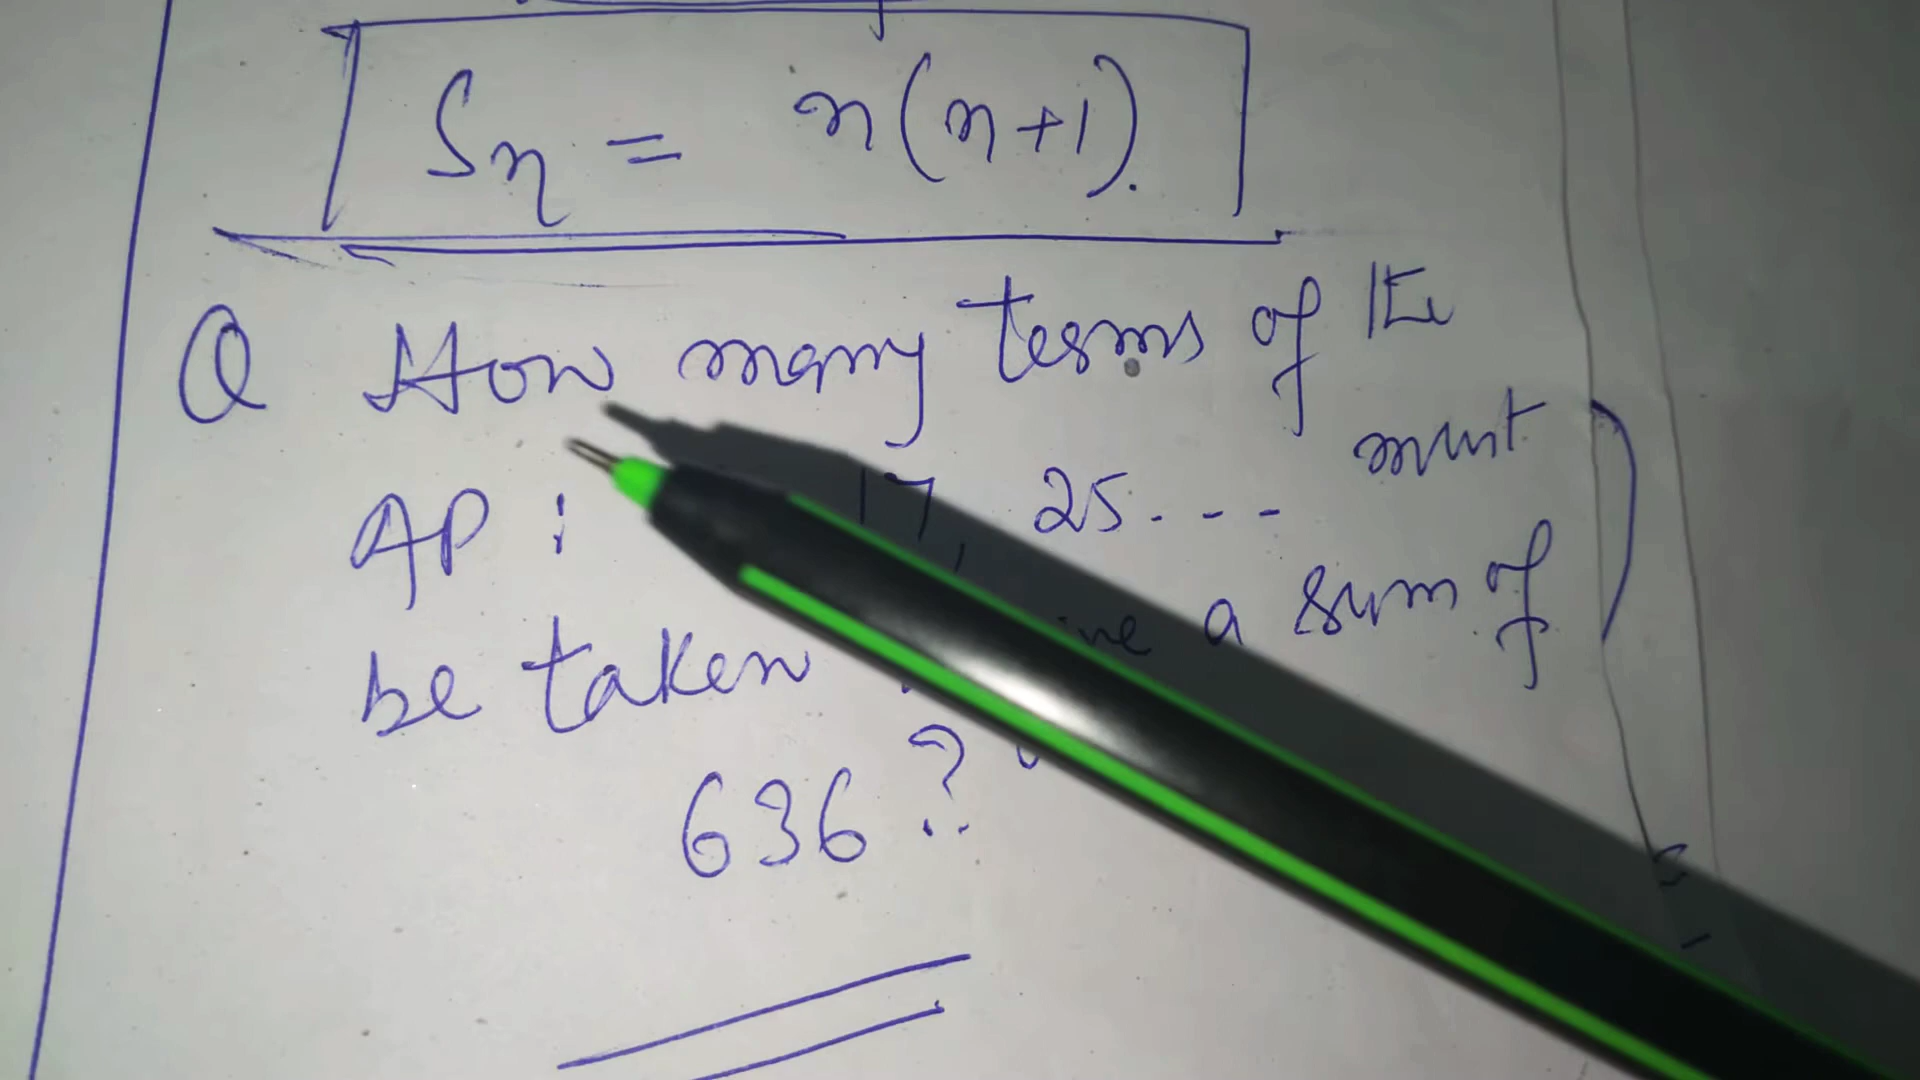 Sn = n(n+1).
Q How many terms of the
AP : 17, 25... must
be taken a sum of
636 ?